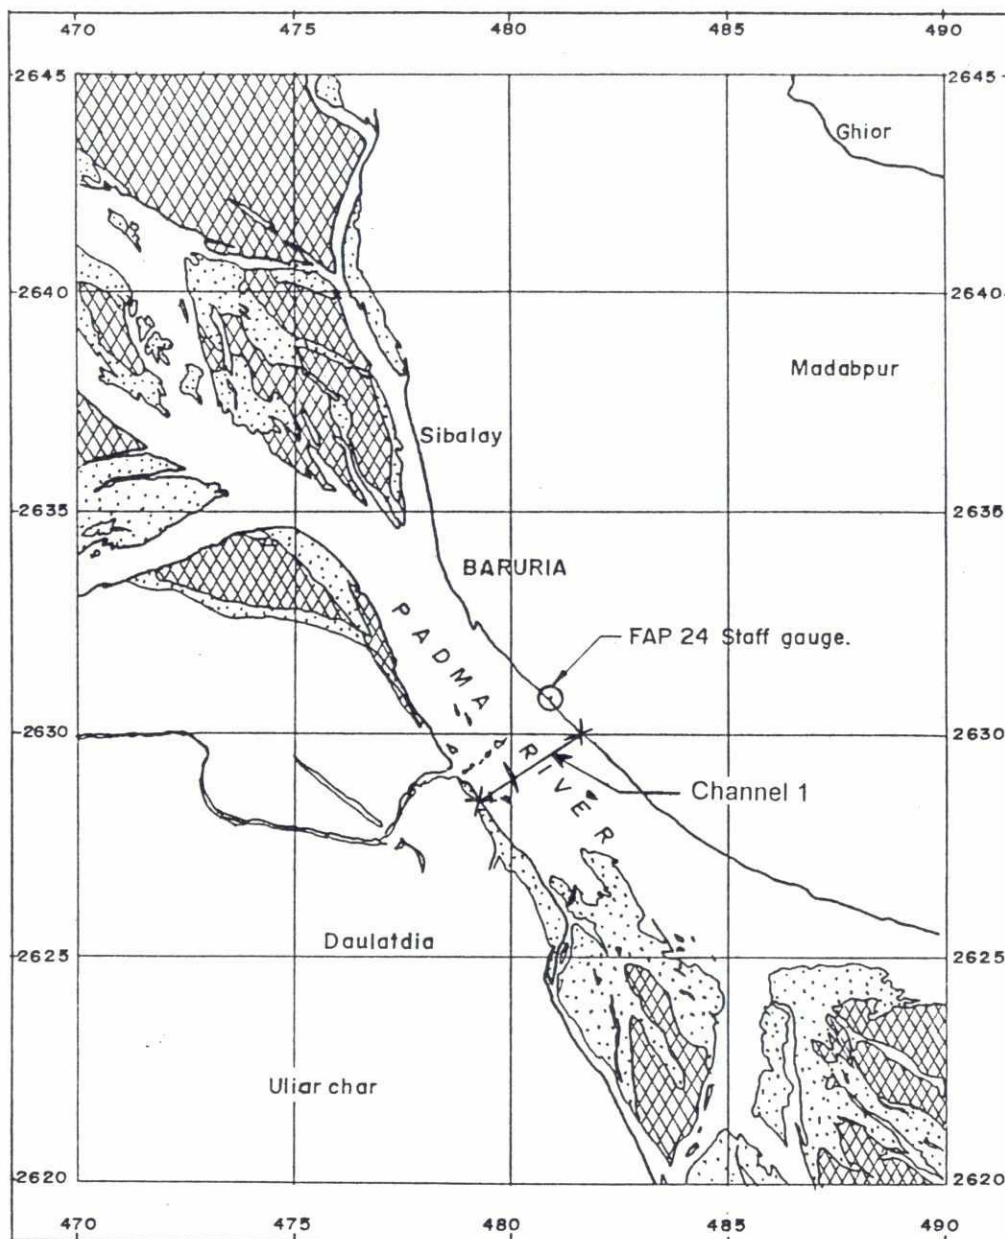 470 475 480 485 490
2645 2645
Ghior
2640 2640
Madabpur
Sibalay
2635 2635
BARURIA
PADMA RIVER
FAP 24 Staff gauge.
2630 2630
Channel 1
Daulatdia
2625 2625
Uliar char
2620 2620
470 475 480 485 490